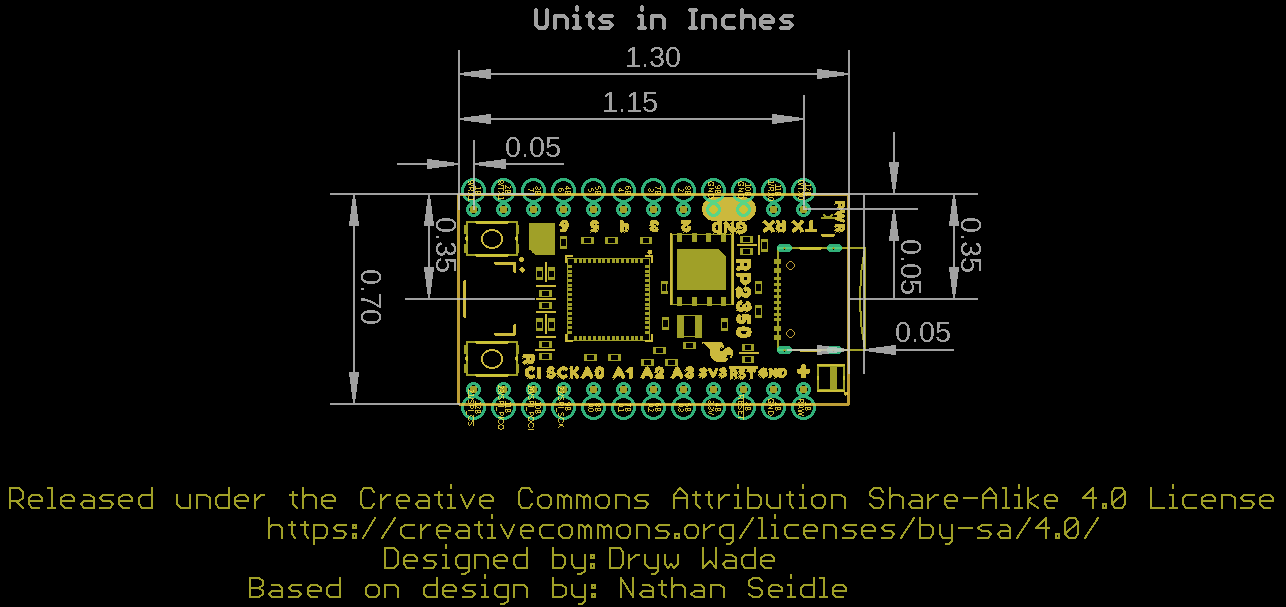 Units in Inches
1.30
1.15
0.05
6 5 4 3 2 GND GND RX TX
PWR
0.35
0.70
RP2350
0.05
0.35
0.05
R
CI SCK A0 A1 A2 A3 3V3 RST GND +
Released under the Creative Commons Attribution Share-Alike 4.0 License
https://creativecommons.org/licenses/by-sa/4.0/
Designed by: Dryw Wade
Based on design by: Nathan Seidle